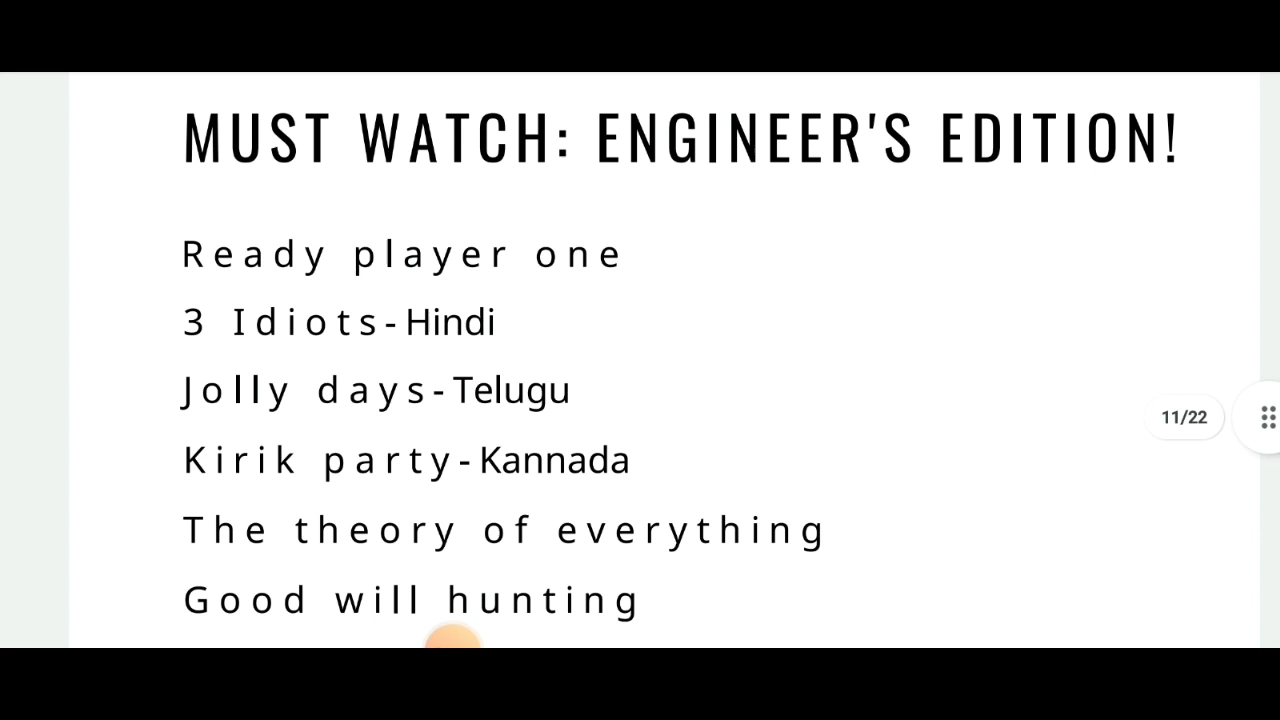 MUST WATCH: ENGINEER'S EDITION!
Ready player one
3 Idiots-Hindi
Jolly days-Telugu
11/22
Kirik party-Kannada
The theory of everything
Good will hunting